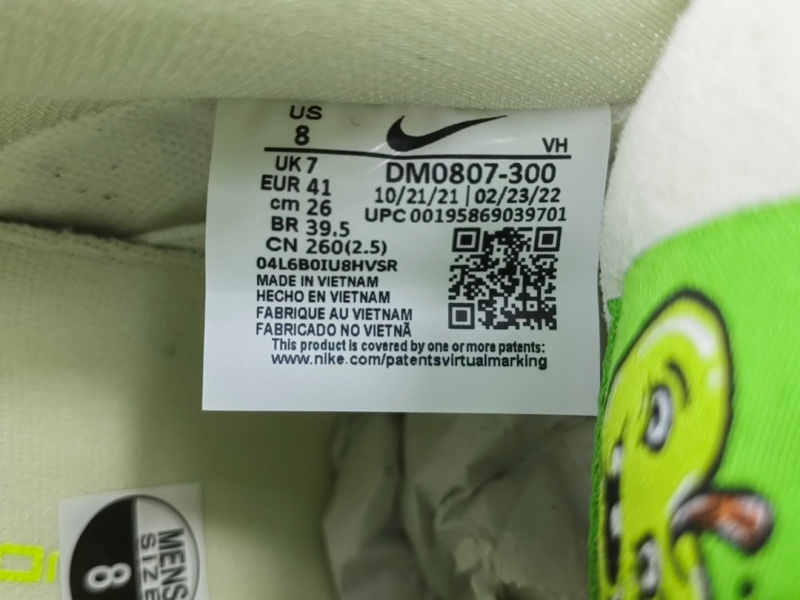 US
8
VH
UK 7
EUR 41
cm 26
BR 39.5
CN 260(2.5)
DM0807-300
10/21/21 | 02/23/22
UPC 00195869039701
04L6B0IU8HVSR
MADE IN VIETNAM
HECHO EN VIETNAM
FABRIQUE AU VIETNAM
FABRICADO NO VIETNÃ
This product is covered by one or more patents:
www.nike.com/patentsvirtualmarking
MENS
SIZE
8